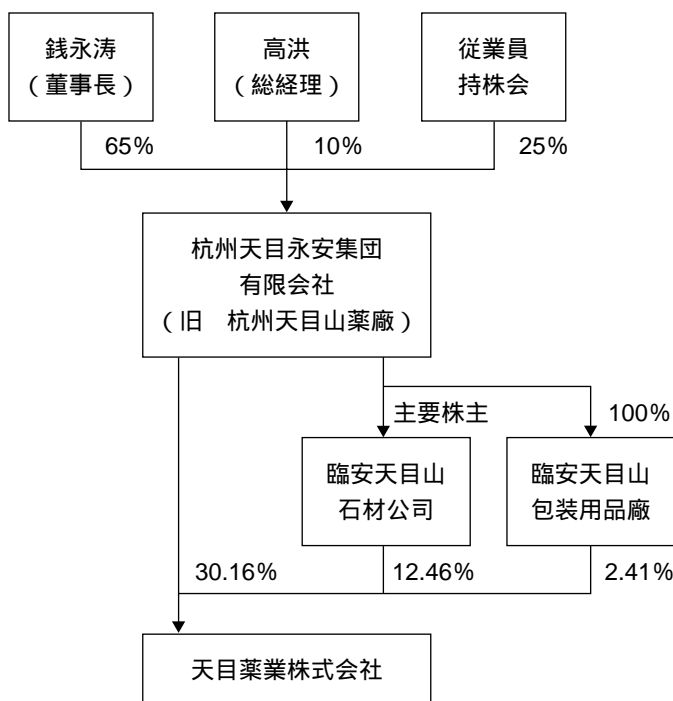 銭永涛
（董事長）
高洪
（総経理）
従業員
持株会
65%
10%
25%
杭州天目永安集団
有限会社
（旧　杭州天目山薬廠）
主要株主
100%
臨安天目山
石材公司
臨安天目山
包装用品廠
30.16%
12.46%
2.41%
天目薬業株式会社